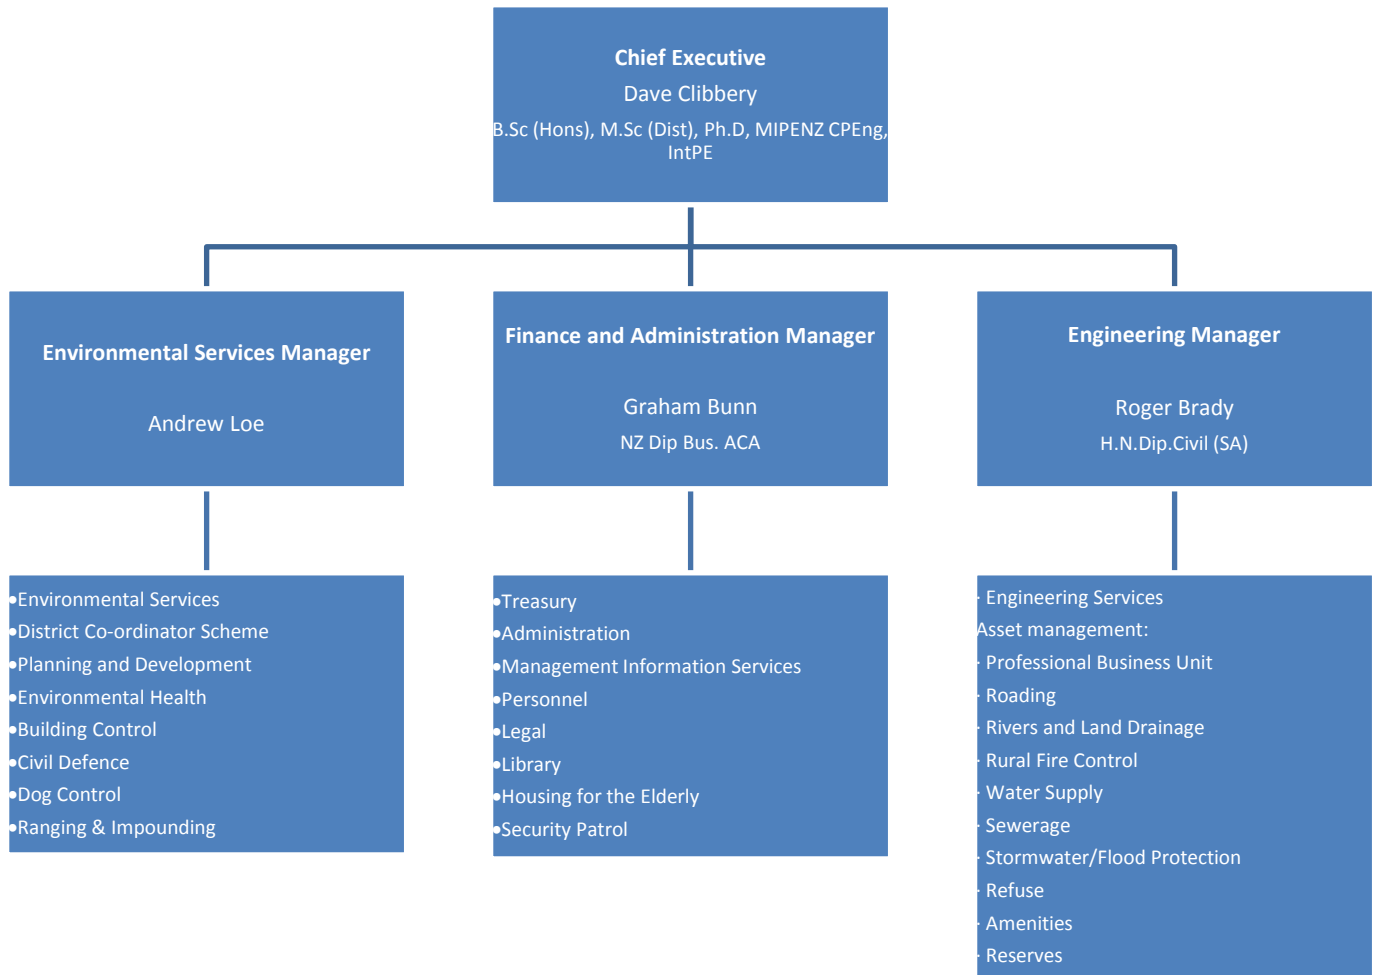 Chief Executive
Dave Clibbery
B.Sc (Hons), M.Sc (Dist), Ph.D, MIPENZ CPEng,
IntPE
Environmental Services Manager
Andrew Loe
Finance and Administration Manager
Graham Bunn
NZ Dip Bus. ACA
Engineering Manager
Roger Brady
H.N.Dip.Civil (SA)
•Environmental Services
•District Co-ordinator Scheme
•Planning and Development
•Environmental Health
•Building Control
•Civil Defence
•Dog Control
•Ranging & Impounding
•Treasury
•Administration
•Management Information Services
•Personnel
•Legal
•Library
•Housing for the Elderly
•Security Patrol
· Engineering Services
Asset management:
· Professional Business Unit
· Roading
· Rivers and Land Drainage
· Rural Fire Control
· Water Supply
· Sewerage
· Stormwater/Flood Protection
· Refuse
· Amenities
· Reserves